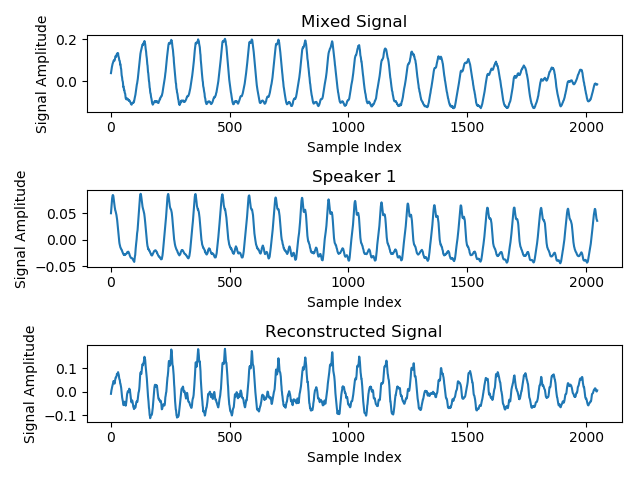 Mixed Signal
Signal Amplitude
0.2
0.0
0 500 1000 1500 2000
Sample Index
Speaker 1
Signal Amplitude
0.05
0.00
−0.05
0 500 1000 1500 2000
Sample Index
Reconstructed Signal
Signal Amplitude
0.1
0.0
−0.1
0 500 1000 1500 2000
Sample Index